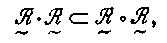 ℛ̰ · ℛ̰ ⊂ ℛ̰ ∘ ℛ̰,